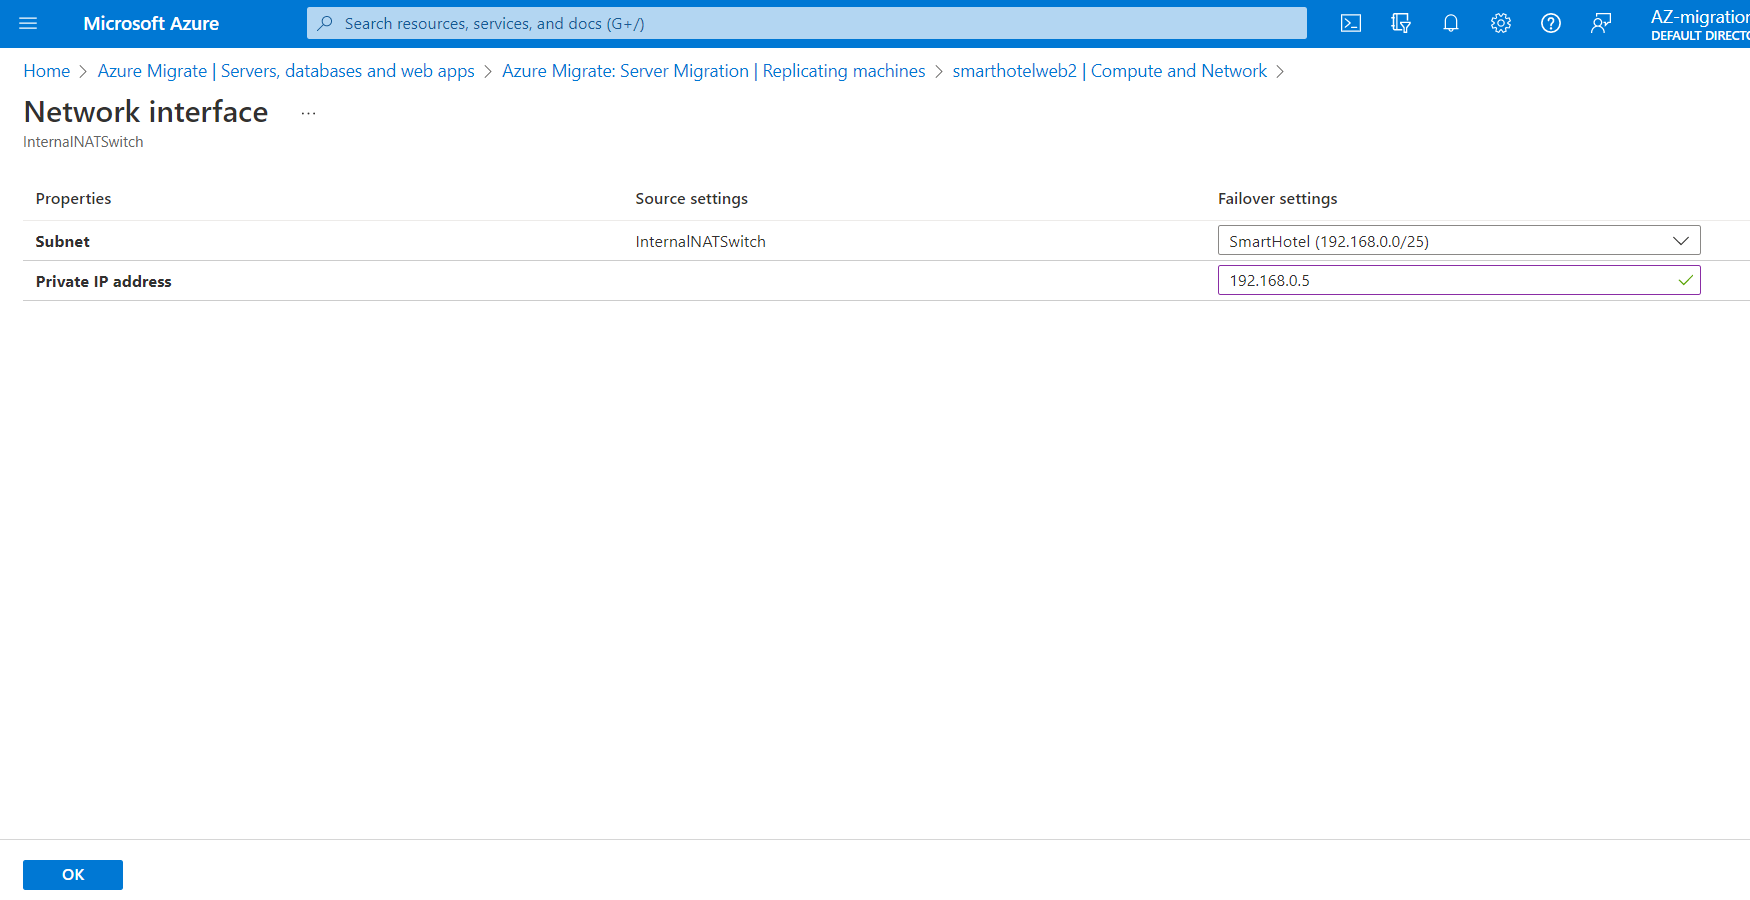 Microsoft Azure
Search resources, services, and docs (G+/)
AZ-migration
DEFAULT DIRECTO
Home > Azure Migrate | Servers, databases and web apps > Azure Migrate: Server Migration | Replicating machines > smarthotelweb2 | Compute and Network >
Network interface ...
InternalNATSwitch
Properties Source settings Failover settings
Subnet InternalNATSwitch SmartHotel (192.168.0.0/25)
Private IP address 192.168.0.5
OK